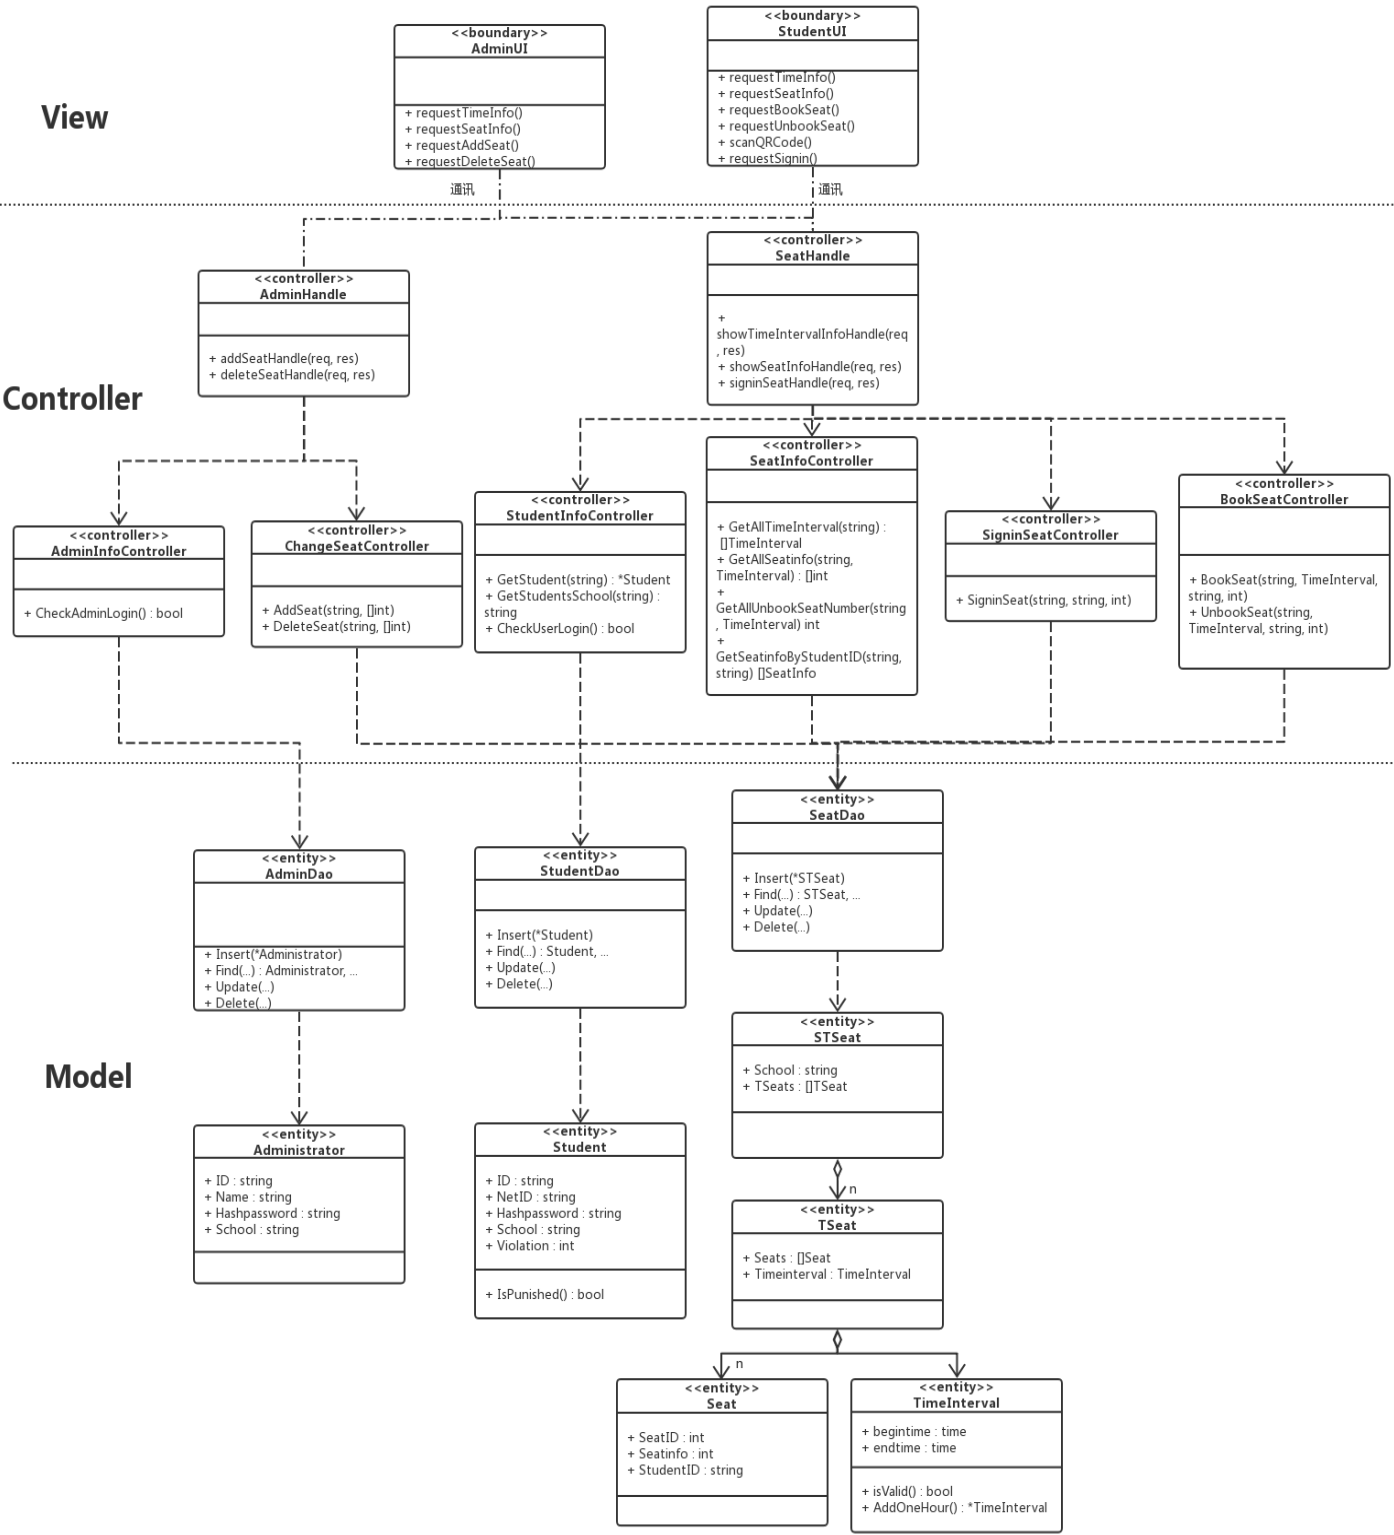 View
<<boundary>>
AdminUI
+ requestTimeInfo()
+ requestSeatInfo()
+ requestAddSeat()
+ requestDeleteSeat()
<<boundary>>
StudentUI
+ requestTimeInfo()
+ requestSeatInfo()
+ requestBookSeat()
+ requestUnbookSeat()
+ scanQRCode()
+ requestSignin()
通讯
通讯
Controller
<<controller>>
AdminHandle
+ addSeatHandle(req, res)
+ deleteSeatHandle(req, res)
<<controller>>
SeatHandle
+
showTimeIntervalInfoHandle(req
, res)
+ showSeatInfoHandle(req, res)
+ signinSeatHandle(req, res)
<<controller>>
AdminInfoController
+ CheckAdminLogin() : bool
<<controller>>
ChangeSeatController
+ AddSeat(string, []int)
+ DeleteSeat(string, []int)
<<controller>>
StudentInfoController
+ GetStudent(string) : *Student
+ GetStudentsSchool(string) :
string
+ CheckUserLogin() : bool
<<controller>>
SeatInfoController
+ GetAllTimeInterval(string) :
[]TimeInterval
+ GetAllSeatinfo(string,
TimeInterval) : []int
+
GetAllUnbookSeatNumber(string
, TimeInterval) int
+
GetSeatinfoByStudentID(string,
string) []SeatInfo
<<controller>>
SigninSeatController
+ SigninSeat(string, string, int)
<<controller>>
BookSeatController
+ BookSeat(string, TimeInterval,
string, int)
+ UnbookSeat(string,
TimeInterval, string, int)
Model
<<entity>>
AdminDao
+ Insert(*Administrator)
+ Find(...) : Administrator, ...
+ Update(...)
+ Delete(...)
<<entity>>
StudentDao
+ Insert(*Student)
+ Find(...) : Student, ...
+ Update(...)
+ Delete(...)
<<entity>>
SeatDao
+ Insert(*STSeat)
+ Find(...) : STSeat, ...
+ Update(...)
+ Delete(...)
<<entity>>
STSeat
+ School : string
+ TSeats : []TSeat
<<entity>>
Administrator
+ ID : string
+ Name : string
+ Hashpassword : string
+ School : string
<<entity>>
Student
+ ID : string
+ NetID : string
+ Hashpassword : string
+ School : string
+ Violation : int
+ IsPunished() : bool
n
<<entity>>
TSeat
+ Seats : []Seat
+ Timeinterval : TimeInterval
n
<<entity>>
Seat
+ SeatID : int
+ Seatinfo : int
+ StudentID : string
<<entity>>
TimeInterval
+ begintime : time
+ endtime : time
+ isValid() : bool
+ AddOneHour() : *TimeInterval